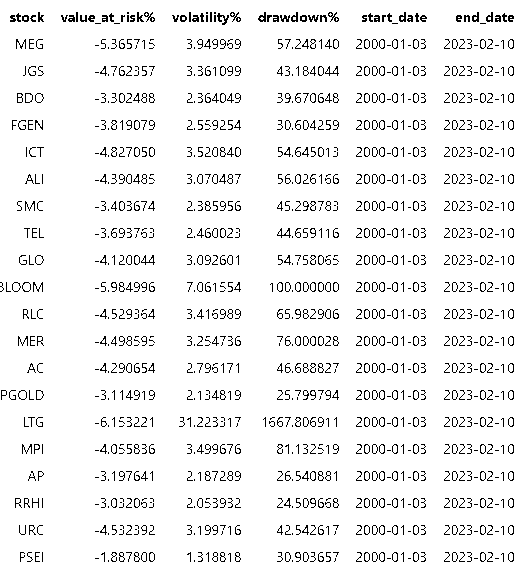 stock value_at_risk% volatility% drawdown% start_date end_date
MEG -5.365715 3.949969 57.248140 2000-01-03 2023-02-10
JGS -4.762357 3.361099 43.184044 2000-01-03 2023-02-10
BDO -3.302488 2.364049 39.670648 2000-01-03 2023-02-10
FGEN -3.819079 2.559254 30.604259 2000-01-03 2023-02-10
ICT -4.827050 3.520840 54.645013 2000-01-03 2023-02-10
ALI -4.390485 3.070487 56.026166 2000-01-03 2023-02-10
SMC -3.403674 2.385956 45.298783 2000-01-03 2023-02-10
TEL -3.693763 2.460023 44.659116 2000-01-03 2023-02-10
GLO -4.120044 3.092601 54.758065 2000-01-03 2023-02-10
BLOOM -5.984996 7.061554 100.000000 2000-01-03 2023-02-10
RLC -4.529364 3.416989 65.982906 2000-01-03 2023-02-10
MER -4.498595 3.254736 76.000028 2000-01-03 2023-02-10
AC -4.290654 2.796171 46.688827 2000-01-03 2023-02-10
PGOLD -3.114919 2.134819 25.799794 2000-01-03 2023-02-10
LTG -6.153221 31.223317 1667.806911 2000-01-03 2023-02-10
MPI -4.055836 3.499676 81.132519 2000-01-03 2023-02-10
AP -3.197641 2.187289 26.540881 2000-01-03 2023-02-10
RRHI -3.032063 2.053932 24.509668 2000-01-03 2023-02-10
URC -4.532392 3.199716 42.542617 2000-01-03 2023-02-10
PSEI -1.887800 1.318818 30.903657 2000-01-03 2023-02-10